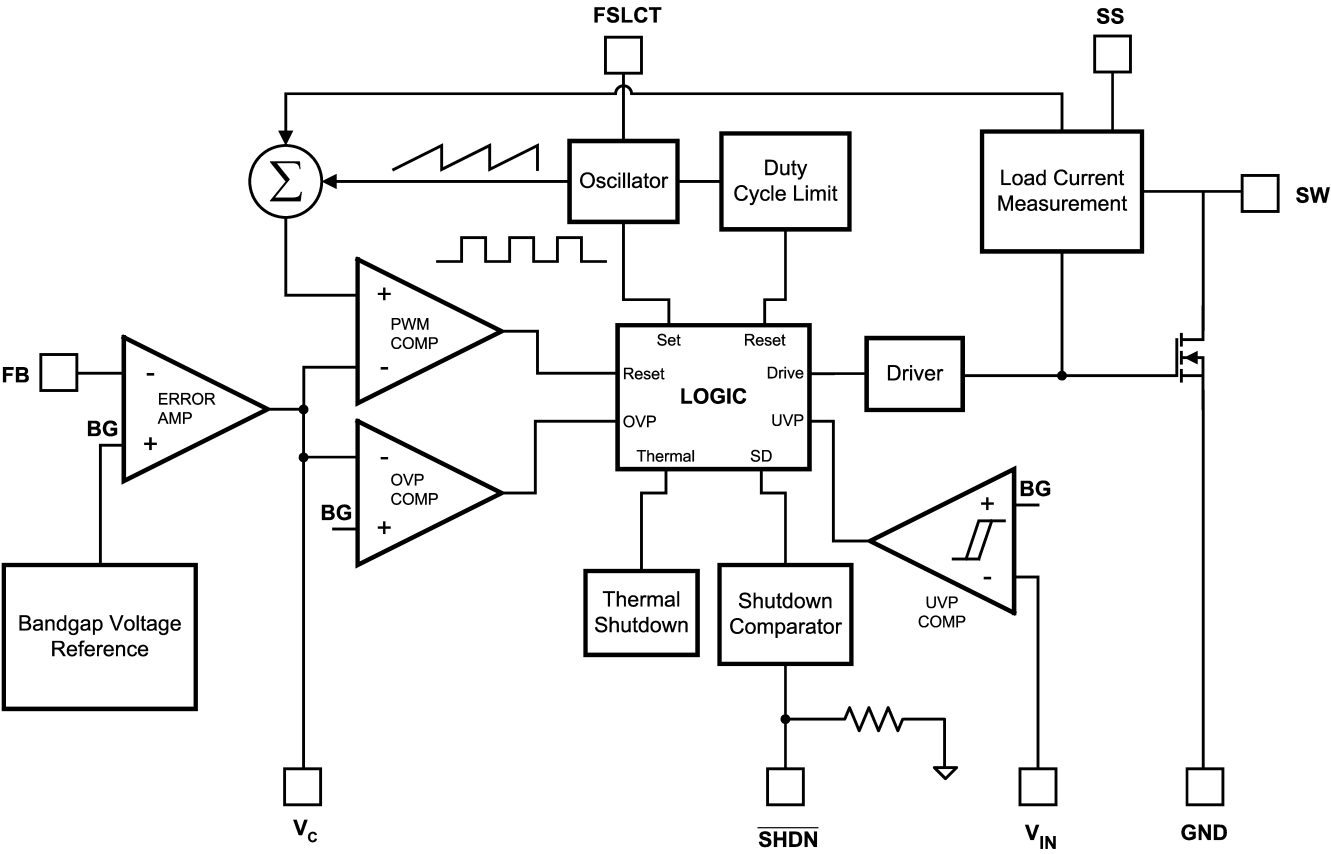 FSLCT
SS
Σ
Oscillator
Duty
Cycle Limit
Load Current
Measurement
SW
+
PWM
COMP
-
Set
Reset
Reset
Drive
LOGIC
OVP
UVP
Thermal
SD
Driver
FB
-
ERROR
AMP
BG
+
-
OVP
COMP
BG
+
+
BG
-
UVP
COMP
Bandgap Voltage
Reference
Thermal
Shutdown
Shutdown
Comparator
VC
SHDN
VIN
GND